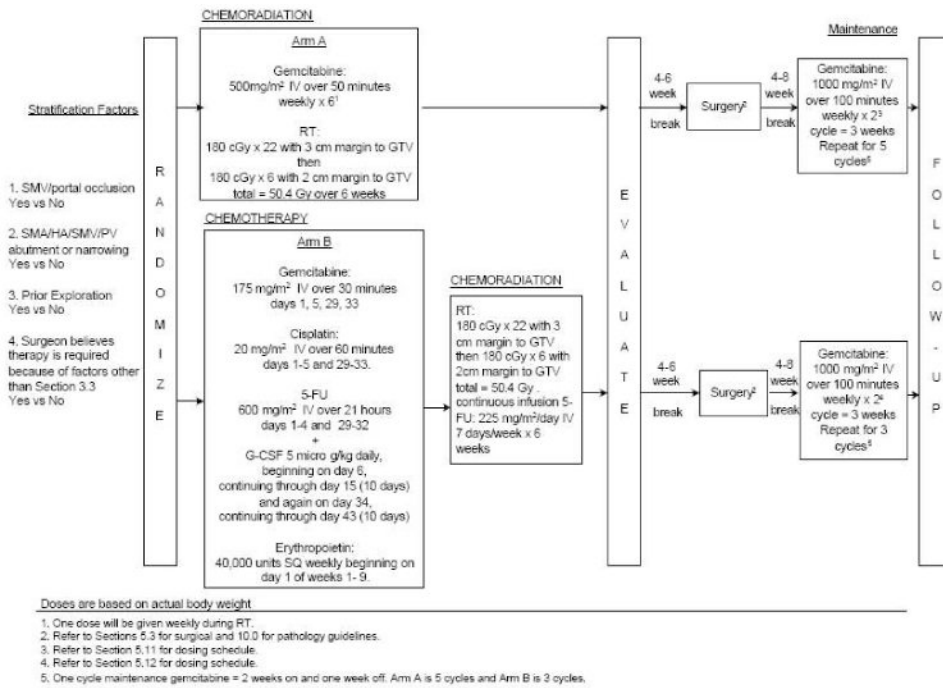 CHEMORADIATION
Arm A
Gemcitabine:
500mg/m² IV over 50 minutes
weekly x 6¹
RT:
180 cGy x 22 with 3 cm margin to GTV
then
180 cGy x 6 with 2 cm margin to GTV
total = 50.4 Gy over 6 weeks
Stratification Factors
1. SMV/portal occlusion
Yes vs No
2. SMA/HA/SMV/PV
abutment or narrowing
Yes vs No
3. Prior Exploration
Yes vs No
4. Surgeon believes
therapy is required
because of factors other
than Section 3.3
Yes vs No
R
A
N
D
O
M
I
Z
E
CHEMOTHERAPY
Arm B
Gemcitabine:
175 mg/m² IV over 30 minutes
days 1, 5, 29, 33
Cisplatin:
20 mg/m² IV over 60 minutes
days 1-5 and 29-33.
5-FU
600 mg/m² IV over 21 hours
days 1-4 and 29-32
+
G-CSF 5 micro g/kg daily,
beginning on day 6,
continuing through day 15 (10 days)
and again on day 34,
continuing through day 43 (10 days)
Erythropoietin:
40,000 units SQ weekly beginning on
day 1 of weeks 1- 9.
CHEMORADIATION
RT:
180 cGy x 22 with 3
cm margin to GTV
then 180 cGy x 6 with
2cm margin to GTV
total = 50.4 Gy .
continuous infusion 5-
FU: 225 mg/m²/day IV
7 days/week x 6
weeks
E
V
A
L
U
A
T
E
4-6
week
break
Surgery²
4-8
week
break
Maintenance
Gemcitabine:
1000 mg/m² IV
over 100 minutes
weekly x 2³
cycle = 3 weeks
Repeat for 5
cycles⁵
4-6
week
break
Surgery²
4-8
week
break
Gemcitabine:
1000 mg/m² IV
over 100 minutes
weekly x 2⁴
cycle = 3 weeks
Repeat for 3
cycles⁵
F
O
L
L
O
W
-
U
P
Doses are based on actual body weight
1. One dose will be given weekly during RT.
2. Refer to Sections 5.3 for surgical and 10.0 for pathology guidelines.
3. Refer to Section 5.11 for dosing schedule.
4. Refer to Section 5.12 for dosing schedule.
5. One cycle maintenance gemcitabine = 2 weeks on and one week off. Arm A is 5 cycles and Arm B is 3 cycles.